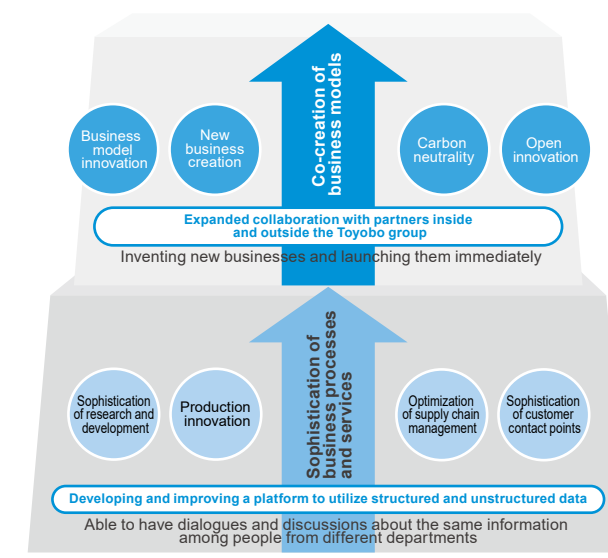 Co-creation of
business models
Business
model
innovation
New
business
creation
Carbon
neutrality
Open
innovation
Expanded collaboration with partners inside
and outside the Toyobo group
Inventing new businesses and launching them immediately
Sophistication of
business processes
and services
Sophistication
of research and
development
Production
innovation
Optimization
of supply chain
management
Sophistication
of customer
contact points
Developing and improving a platform to utilize structured and unstructured data
Able to have dialogues and discussions about the same information
among people from different departments